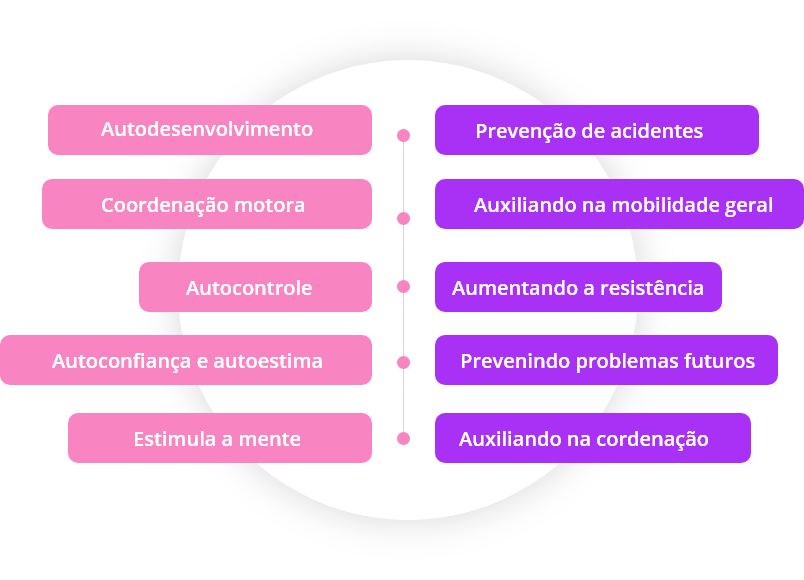 Autodesenvolvimento
Prevenção de acidentes
Coordenação motora
Auxiliando na mobilidade geral
Autocontrole
Aumentando a resistência
Autoconfiança e autoestima
Prevenindo problemas futuros
Estimula a mente
Auxiliando na cordenação